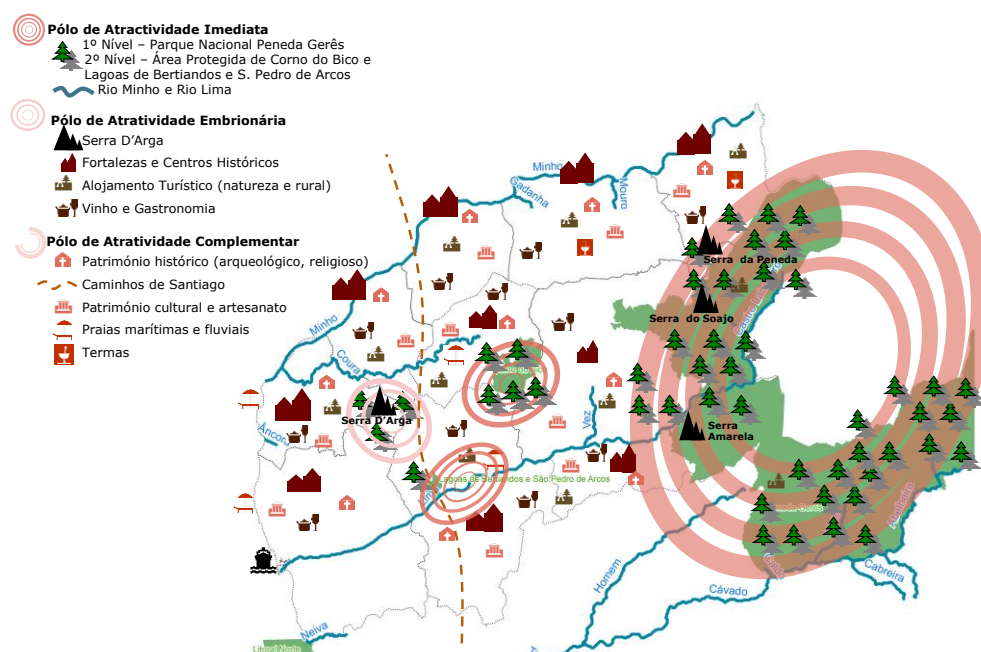 Pólo de Atractividade Imediata
1º Nível – Parque Nacional Peneda Gerês
2º Nível – Área Protegida de Corno do Bico e
Lagoas de Bertiandos e S. Pedro de Arcos
Rio Minho e Rio Lima
Pólo de Atratividade Embrionária
Serra D’Arga
Fortalezas e Centros Históricos
Alojamento Turístico (natureza e rural)
Vinho e Gastronomia
Pólo de Atratividade Complementar
Património histórico (arqueológico, religioso)
Caminhos de Santiago
Património cultural e artesanato
Praias marítimas e fluviais
Termas
Minho
Gadanha
Mouro
Serra da Peneda
Serra do Soajo
Minho
Coura
Serra D’Arga
Vez
Serra
Amarela
Âncora
Lagoas de Bertiandos e São Pedro de Arcos
Homem
Cávado
Cabreira
Neiva
Litoral Norte